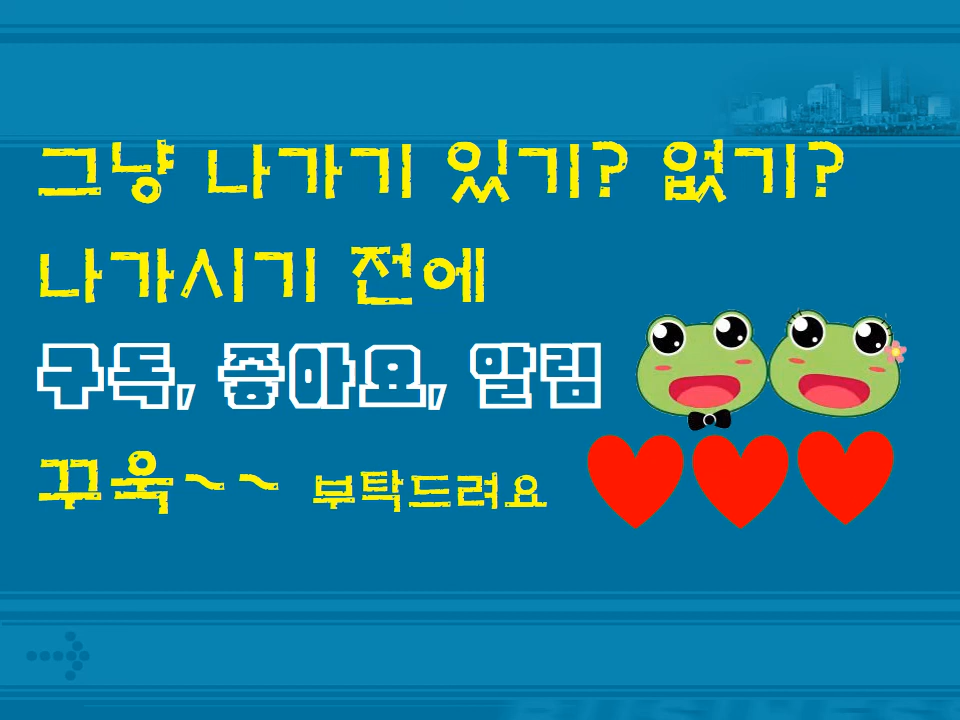 그냥 나가기 있기? 없기?
나가시기 전에
구독, 좋아요, 알림
꾸욱~~ 부탁드려요